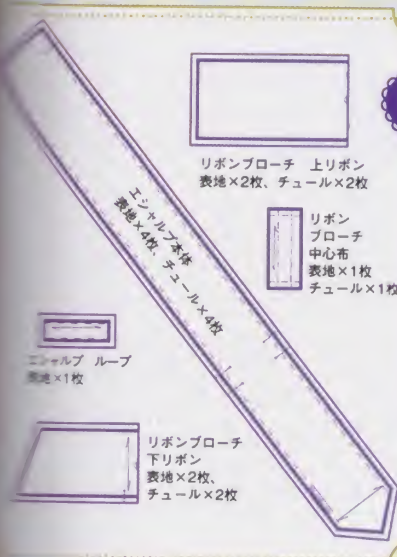 リボンブローチ 上リボン
表地×2枚、チュール×2枚
エシャルプ本体
表地×4枚、チュール×4枚
リボン
ブローチ
中心布
表地×1枚
チュール×1枚
エシャルプ ループ
表地×1枚
リボンブローチ
下リボン
表地×2枚、
チュール×2枚